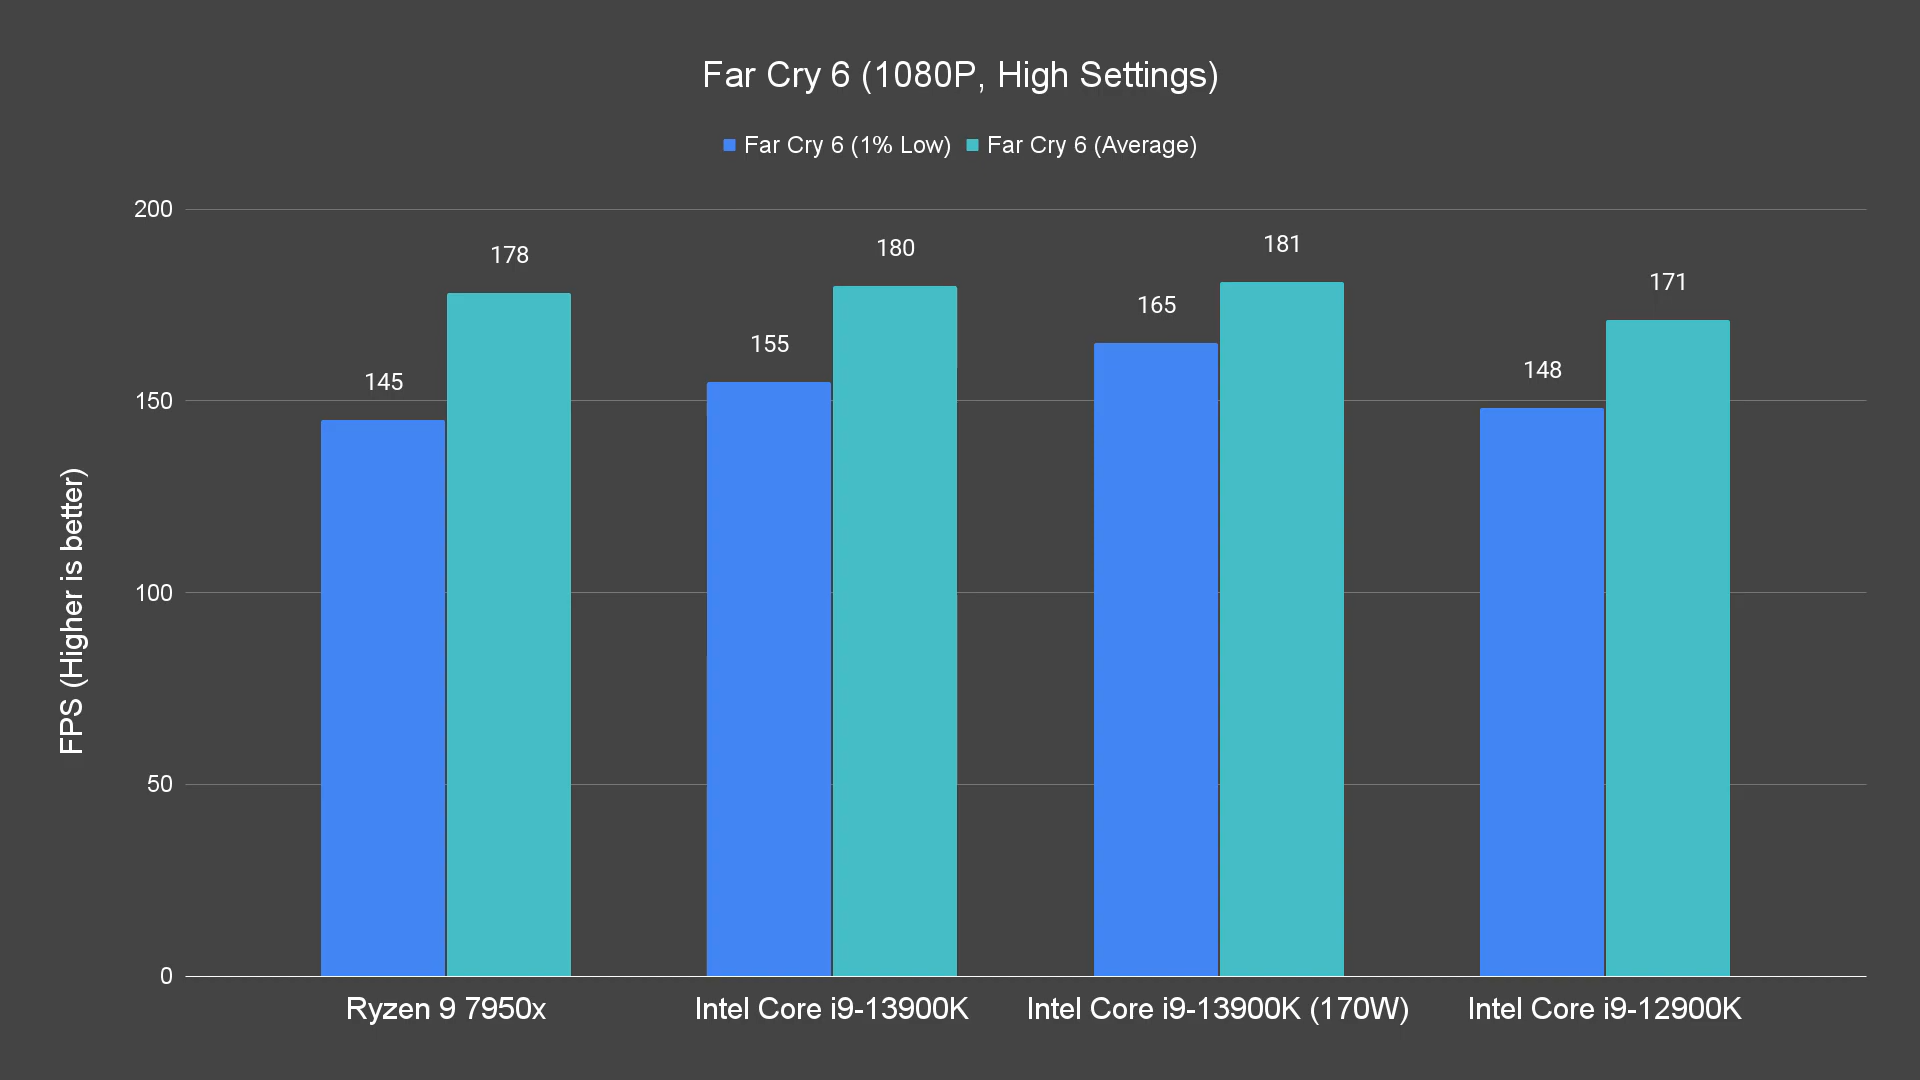 Far Cry 6 (1080P, High Settings)
Far Cry 6 (1% Low) Far Cry 6 (Average)
FPS (Higher is better)
200
150
100
50
0
145
178
155
180
165
181
148
171
Ryzen 9 7950x
Intel Core i9-13900K
Intel Core i9-13900K (170W)
Intel Core i9-12900K